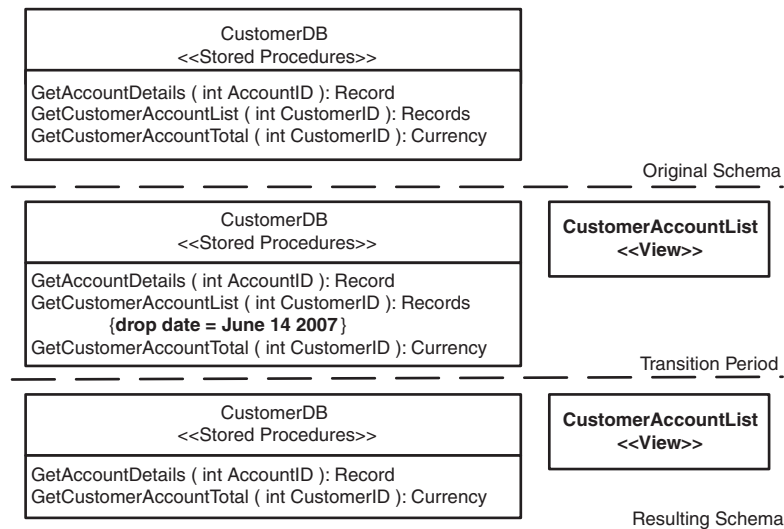 CustomerDB
<<Stored Procedures>>
GetAccountDetails ( int AccountID ): Record
GetCustomerAccountList ( int CustomerID ): Records
GetCustomerAccountTotal ( int CustomerID ): Currency
Original Schema
CustomerDB
<<Stored Procedures>>
GetAccountDetails ( int AccountID ): Record
GetCustomerAccountList ( int CustomerID ): Records
{drop date = June 14 2007}
GetCustomerAccountTotal ( int CustomerID ): Currency
CustomerAccountList
<<View>>
Transition Period
CustomerDB
<<Stored Procedures>>
GetAccountDetails ( int AccountID ): Record
GetCustomerAccountTotal ( int CustomerID ): Currency
CustomerAccountList
<<View>>
Resulting Schema